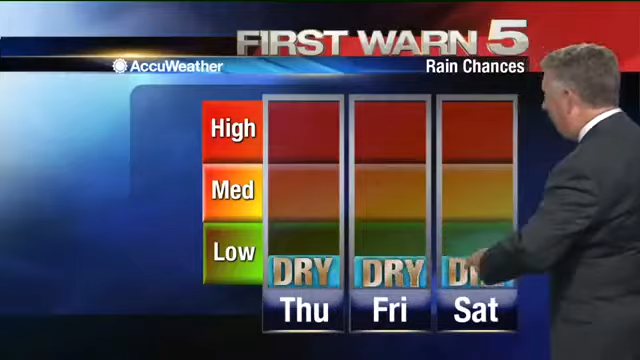 FIRST WARN 5
AccuWeather
Rain Chances
High
Med
Low
DRY DRY
Thu Fri Sat